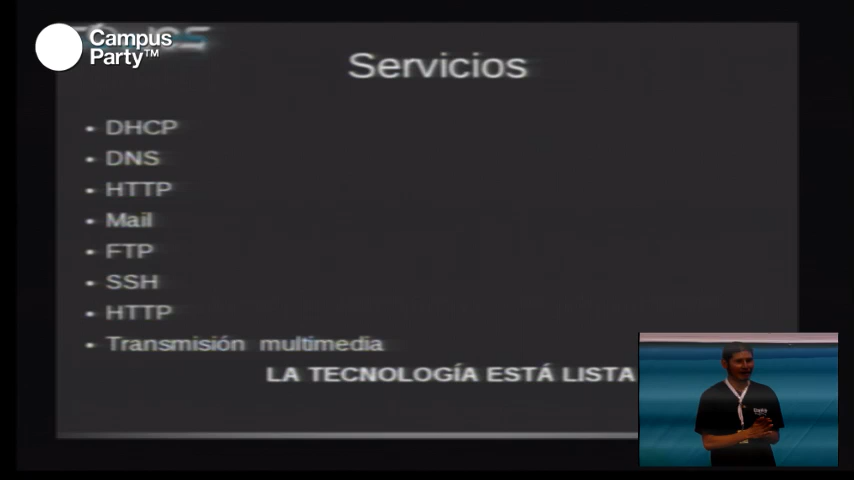 Campus
Party™
Servicios
• DHCP
• DNS
• HTTP
• Mail
• FTP
• SSH
• HTTP
• Transmisión multimedia
LA TECNOLOGÍA ESTÁ LISTA